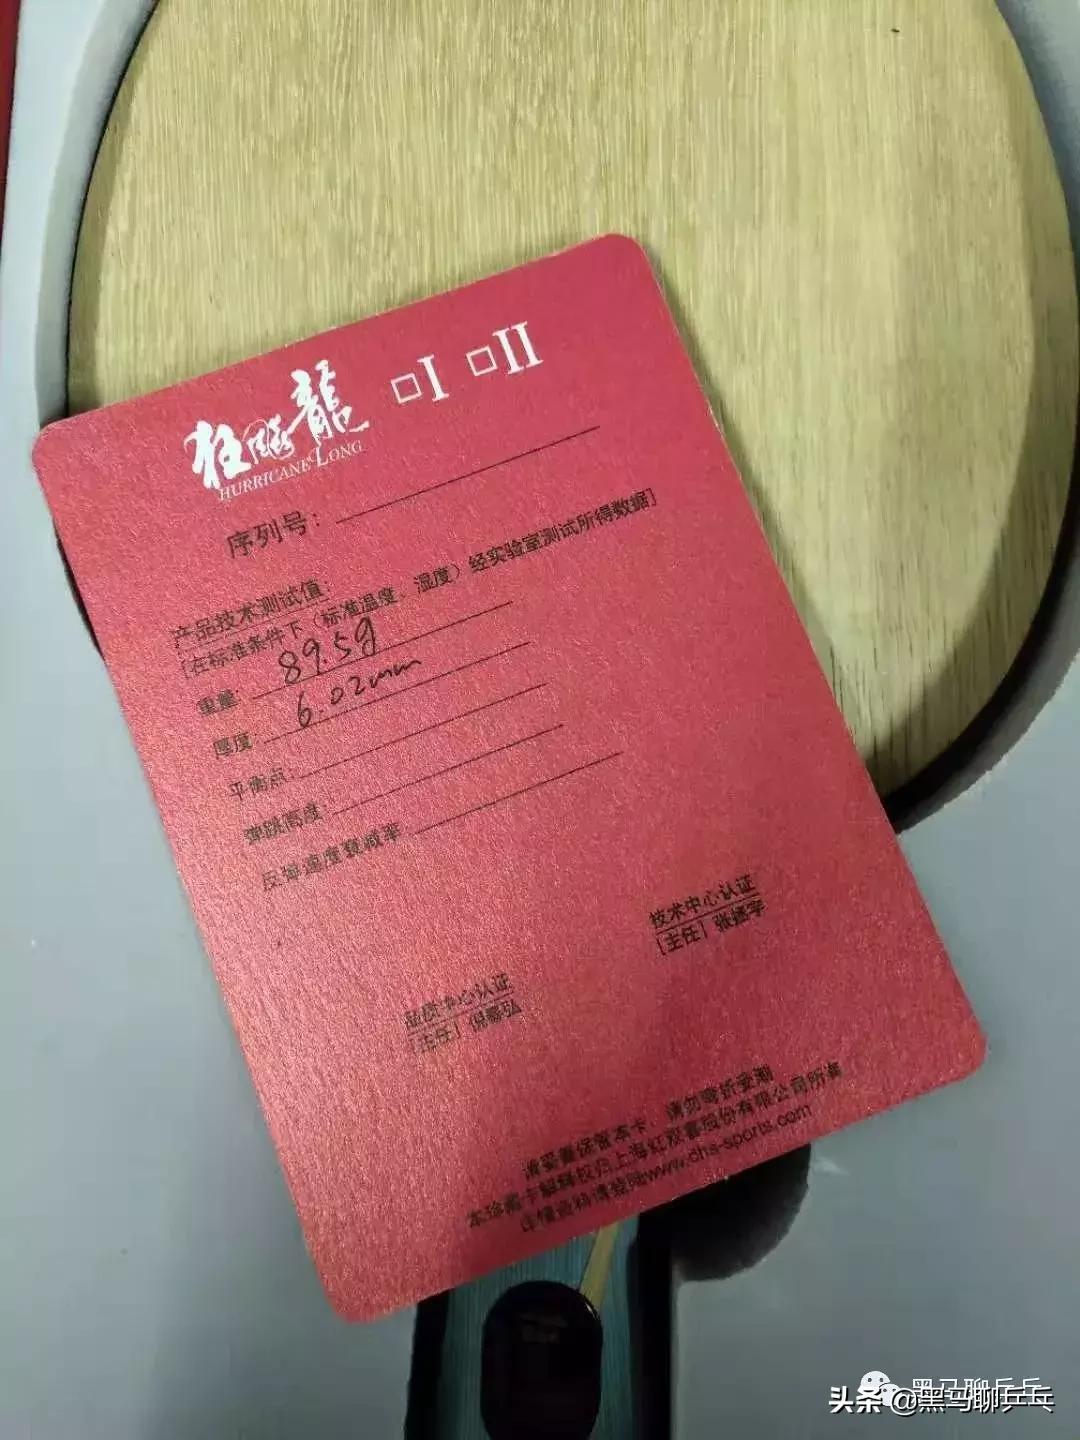 狂飚龍 □I □II
HURRICANE LONG
序列号：
产品技术测试值：
[在标准条件下（标准温度、湿度）经实验室测试所得数据]
重量： 89.5g
厚度： 6.02mm
平衡点：
弹跳高度：
反弹速度衰减率：
技术中心认证
[主任]
品质中心认证
[主任]
请妥善保管本卡，请勿弯折受潮
本珍藏卡解释权归上海红双喜股份有限公司所有
详情资料请登陆www.dhs-sports.com
黑马聊乒乓
头条@黑马聊乒乓